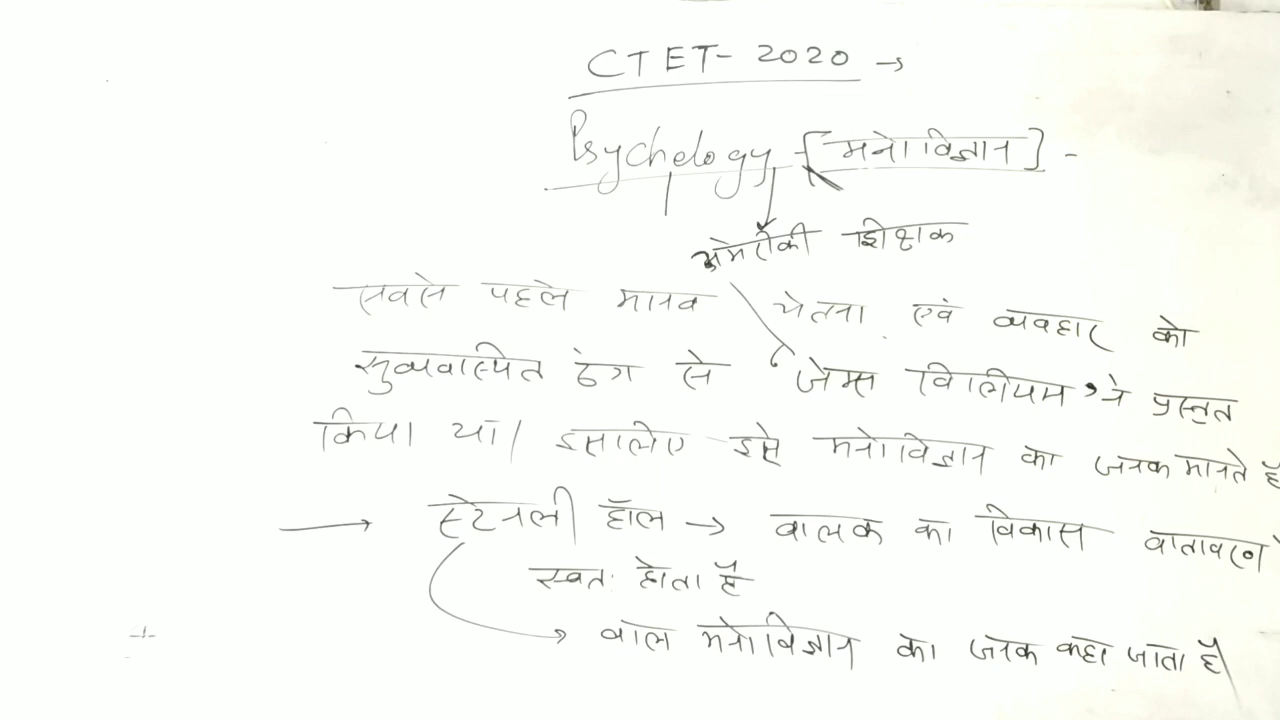 CTET- 2020 →
Psychology - [मनोविज्ञान] -
अमेरीकी शिक्षक
सबसे पहले मानव चेतना एवं व्यवहार को
सुव्यवस्थित ढंग से जेम्स विलियम ने प्रस्तुत
किया था। इसलिए इसे मनोविज्ञान का जनक मानते है
→ स्टेनली हॉल → बालक का विकास वातावरण
स्वतः होता है
→ बाल मनोविज्ञान का जनक कहा जाता है।